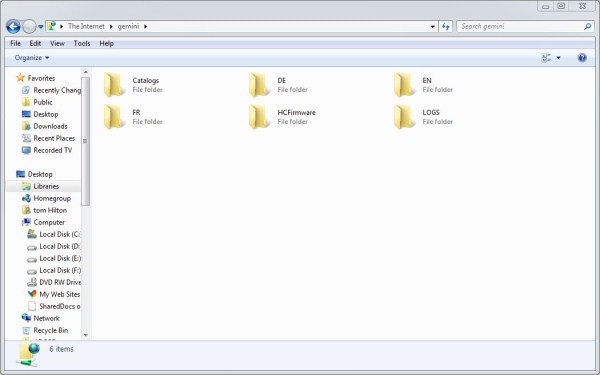 The Internet ▸ gemini ▸
Search gemini
File Edit View Tools Help
Organize
Favorites
Recently Chang
Public
Desktop
Downloads
Recent Places
Recorded TV
Desktop
Libraries
Homegroup
tom Hilton
Computer
Local Disk (C:
Local Disk (D:
Local Disk (E:)
Local Disk (F:)
DVD RW Drive
My Web Sites
SharedDocs o
Network
Recycle Bin
Catalogs
File folder
DE
File folder
EN
File folder
FR
File folder
HCFirmware
File folder
LOGS
File folder
6 items